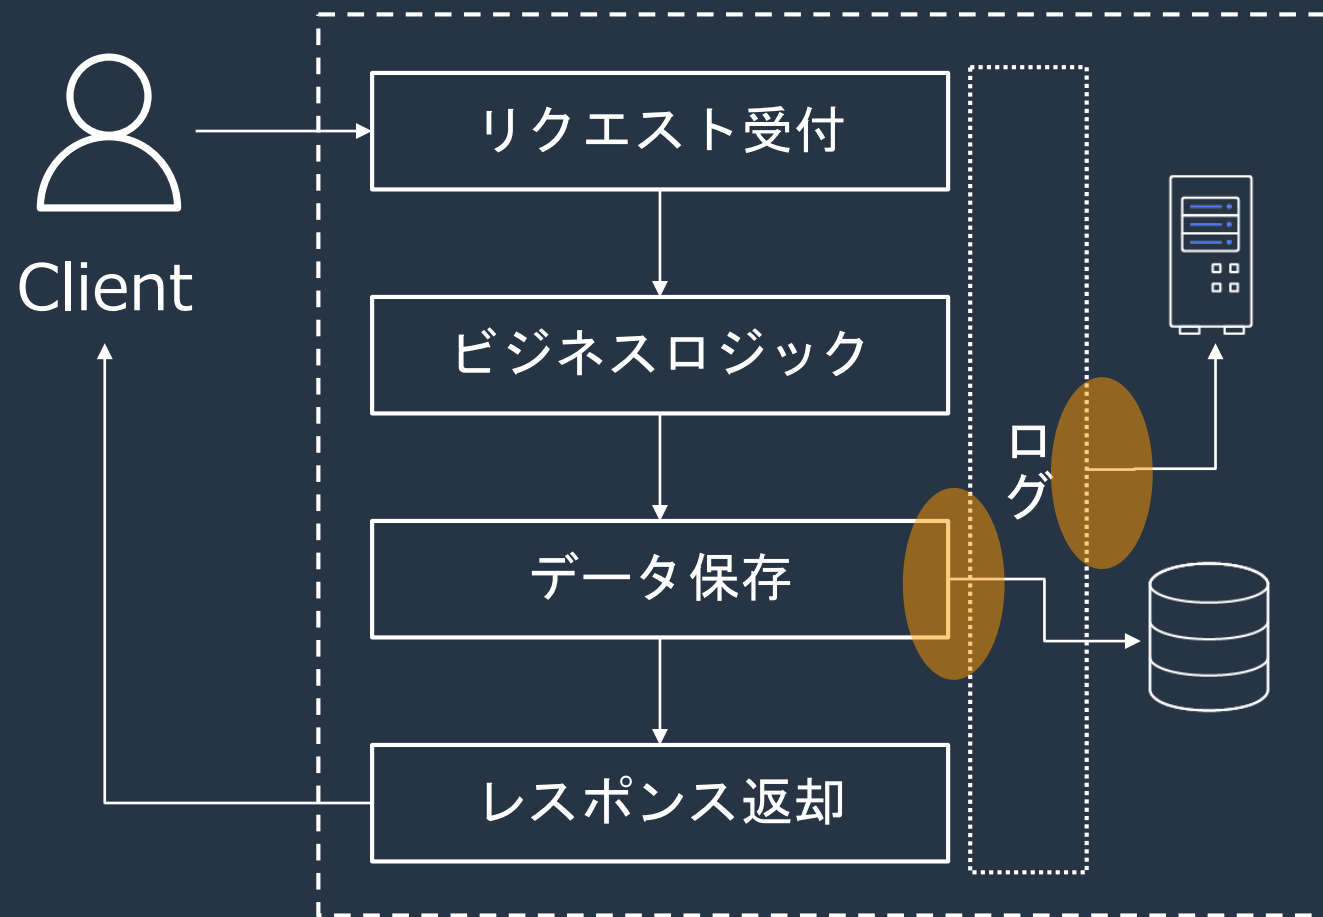 リクエスト受付
Client
ビジネスロジック
ログ
データ保存
レスポンス返却